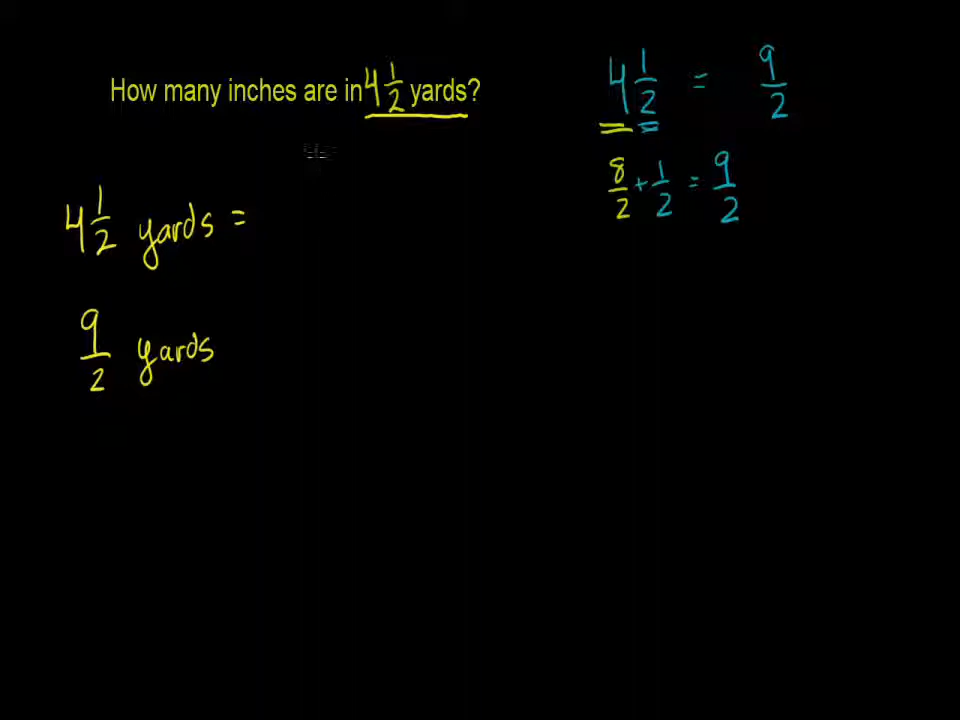 How many inches are in 4 1/2 yards?
4 1/2 = 9/2
8/2 + 1/2 = 9/2
4 1/2 yards =
9/2 yards